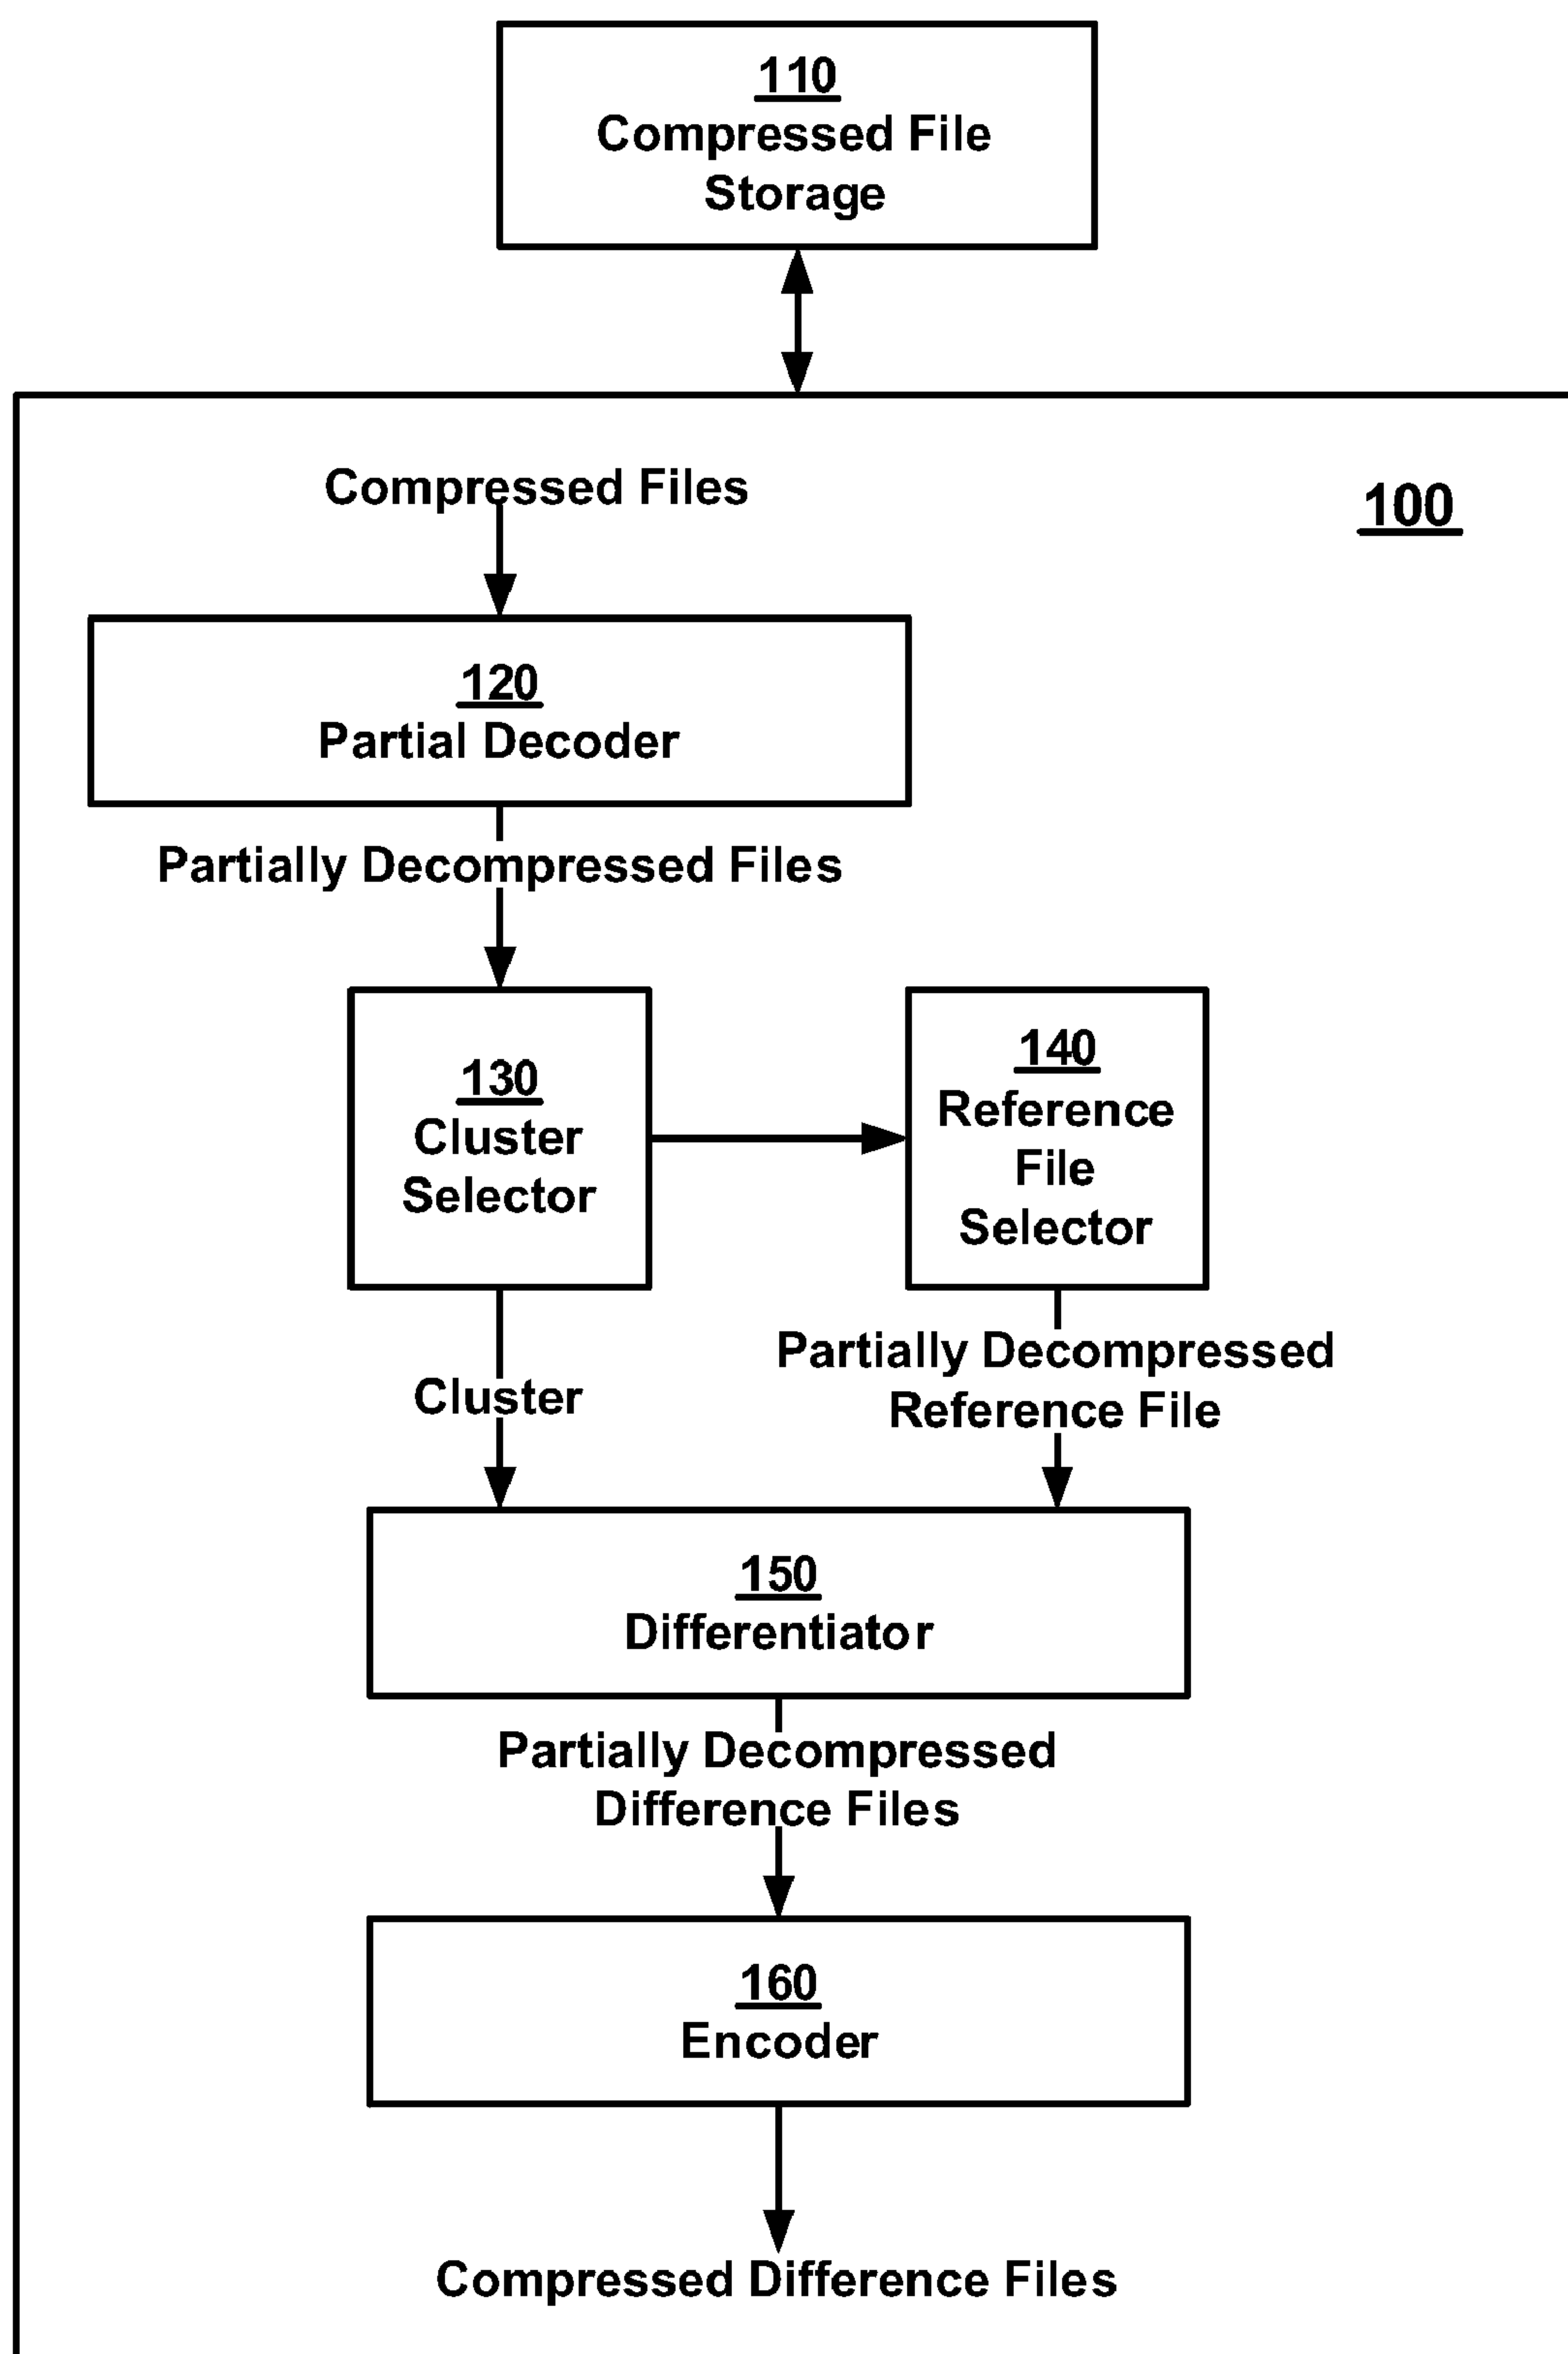 110
Compressed File
Storage
Compressed Files
100
120
Partial Decoder
Partially Decompressed Files
130
Cluster
Selector
140
Reference
File
Selector
Cluster
Partially Decompressed
Reference File
150
Differentiator
Partially Decompressed
Difference Files
160
Encoder
Compressed Difference Files